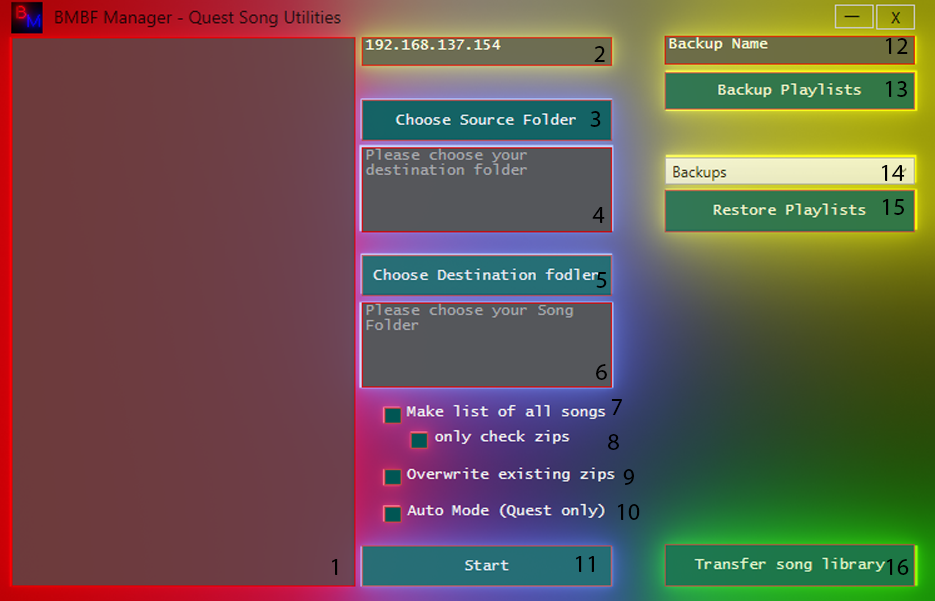 BM BMBF Manager - Quest Song Utilities — X
192.168.137.154 2
Choose Source Folder 3
Please choose your
destination folder
4
Choose Destination fodler 5
Please choose your Song
Folder
6
Make list of all songs 7
only check zips 8
Overwrite existing zips 9
Auto Mode (Quest only) 10
1
Start 11
Backup Name 12
Backup Playlists 13
Backups 14
Restore Playlists 15
Transfer song library 16